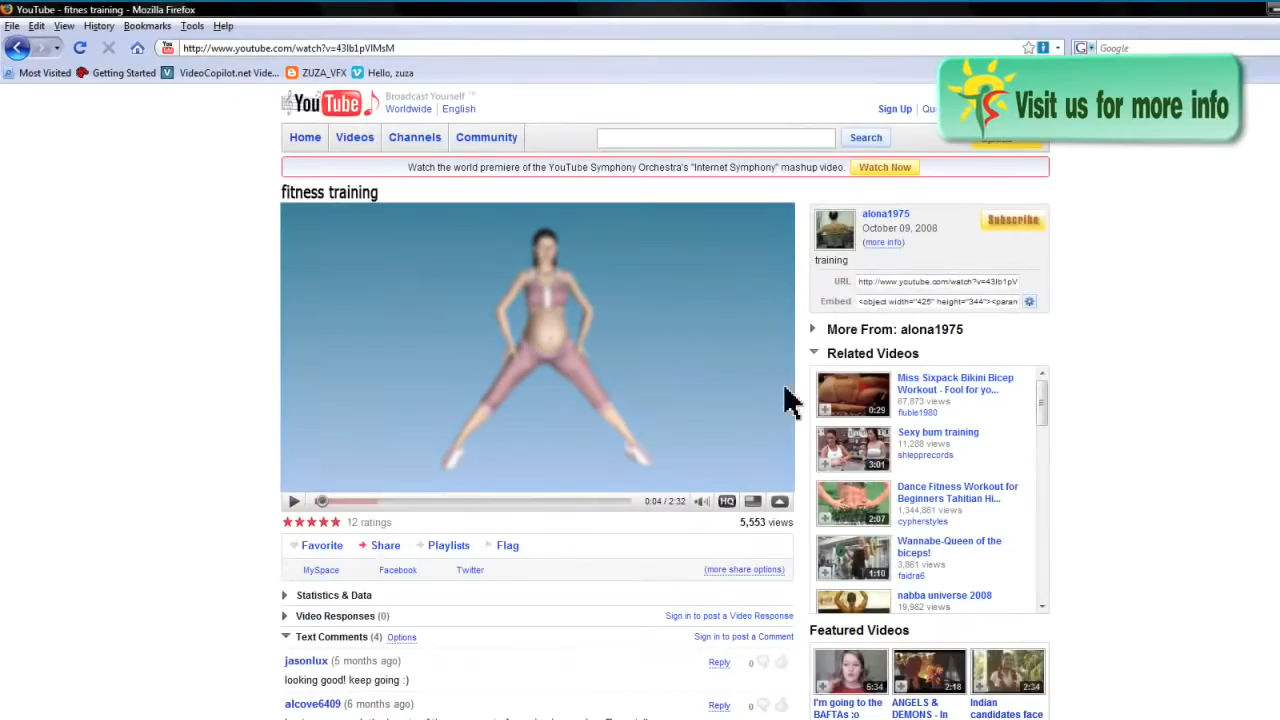 YouTube - fitnes training - Mozilla Firefox
File Edit View History Bookmarks Tools Help
http://www.youtube.com/watch?v=43Ib1pVIMsM
Google
Most Visited Getting Started VideoCopilot.net Vide... ZUZA_VFX Hello, zuza
Visit us for more info
YouTube
Broadcast Yourself ™
Worldwide English
Sign Up
Home Videos Channels Community
Search
Watch the world premiere of the YouTube Symphony Orchestra's "Internet Symphony" mashup video. Watch Now
fitness training
alona1975
October 09, 2008
(more info)
Subscribe
training
URL http://www.youtube.com/watch?v=43Ib1pV
Embed <object width="425" height="344"><param
More From: alona1975
Related Videos
Miss Sixpack Bikini Bicep
Workout - Fool for yo...
67,873 views
flubie1980
0:29
Sexy bum training
11,288 views
shlepprecords
3:01
Dance Fitness Workout for
Beginners Tahitian Hi...
1,344,861 views
cypherstyles
2:07
Wannabe-Queen of the
biceps!
3,861 views
faidra6
1:10
nabba universe 2008
19,982 views
0:04 / 2:32 HQ
12 ratings 5,553 views
Favorite Share Playlists Flag
MySpace Facebook Twitter (more share options)
Statistics & Data
Video Responses (0) Sign in to post a Video Response
Text Comments (4) Options Sign in to post a Comment
jasonlux (5 months ago) Reply 0
looking good! keep going :)
alcove6409 (6 months ago) Reply 0
Featured Videos
5:34
2:18
2:34
I'm going to the
BAFTAs :o
ANGELS &
DEMONS - In
Indian
candidates face